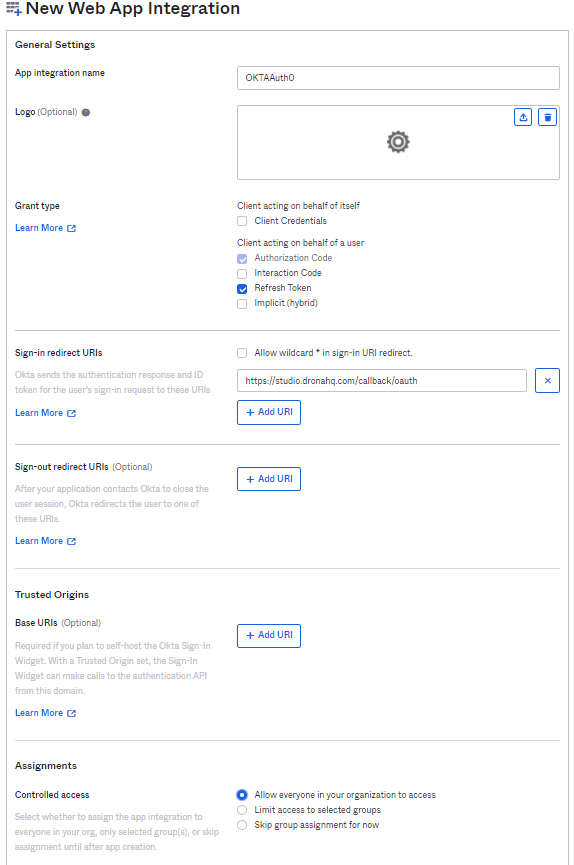 New Web App Integration
General Settings
App integration name
OKTAAuth0
Logo (Optional)
Grant type
Learn More
Client acting on behalf of itself
Client Credentials
Client acting on behalf of a user
Authorization Code
Interaction Code
Refresh Token
Implicit (hybrid)
Sign-in redirect URIs
Okta sends the authentication response and ID
token for the user's sign-in request to these URIs
Learn More
Allow wildcard * in sign-in URI redirect.
https://studio.dronahq.com/callback/oauth
+ Add URI
Sign-out redirect URIs (Optional)
After your application contacts Okta to close the
user session, Okta redirects the user to one of
these URIs.
Learn More
+ Add URI
Trusted Origins
Base URIs (Optional)
Required if you plan to self-host the Okta Sign-In
Widget. With a Trusted Origin set, the Sign-In
Widget can make calls to the authentication API
from this domain.
Learn More
+ Add URI
Assignments
Controlled access
Select whether to assign the app integration to
everyone in your org, only selected group(s), or skip
assignment until after app creation.
Allow everyone in your organization to access
Limit access to selected groups
Skip group assignment for now